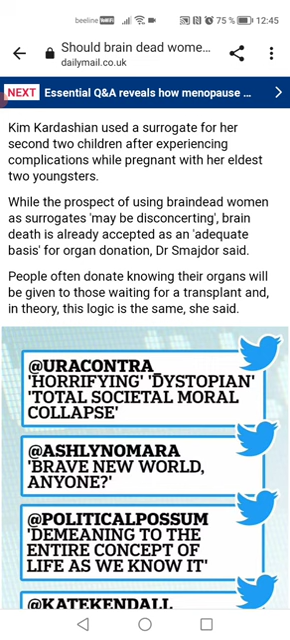 beeline 75 % 12:45
Should brain dead wome...
dailymail.co.uk
NEXT Essential Q&A reveals how menopause ...
Kim Kardashian used a surrogate for her
second two children after experiencing
complications while pregnant with her eldest
two youngsters.
While the prospect of using braindead women
as surrogates 'may be disconcerting', brain
death is already accepted as an 'adequate
basis' for organ donation, Dr Smajdor said.
People often donate knowing their organs will
be given to those waiting for a transplant and,
in theory, this logic is the same, she said.
@URACONTRA_
'HORRIFYING' 'DYSTOPIAN'
'TOTAL SOCIETAL MORAL
COLLAPSE'
@ASHLYNOMARA
'BRAVE NEW WORLD,
ANYONE?'
@POLITICALPOSSUM
'DEMEANING TO THE
ENTIRE CONCEPT OF
LIFE AS WE KNOW IT'
@KATEKENDALL